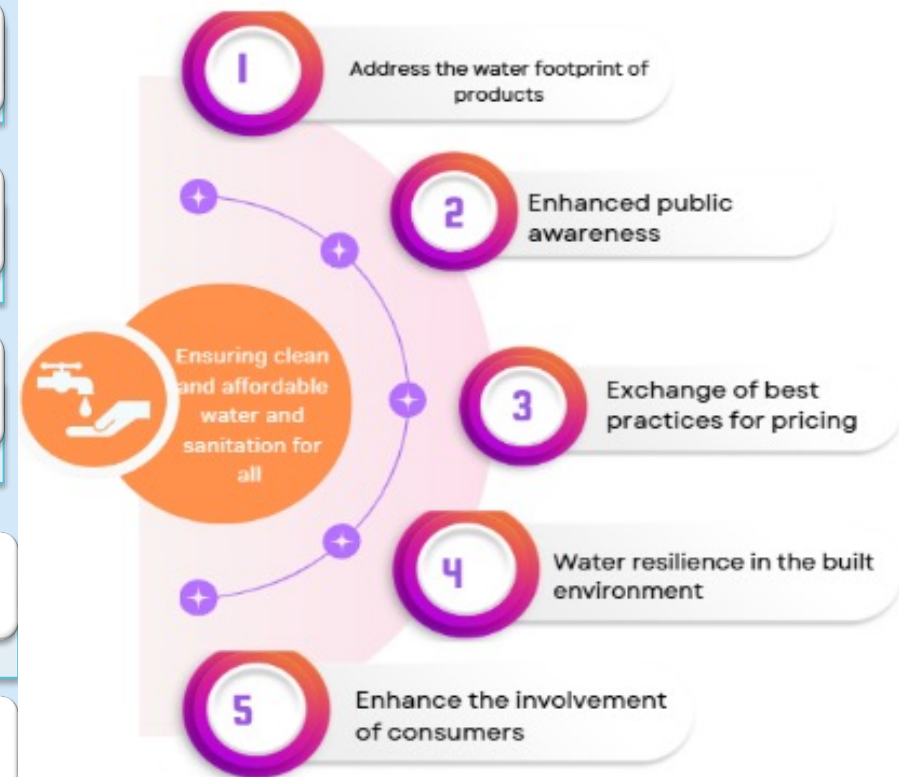 1
Address the water footprint of
products
2
Enhanced public
awareness
Ensuring clean
and affordable
water and
sanitation for
all
3
Exchange of best
practices for pricing
4
Water resilience in the built
environment
5
Enhance the involvement
of consumers